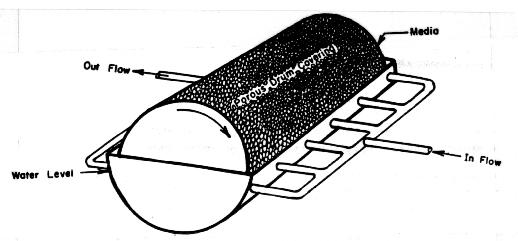 Media
Out Flow
Porous Drum Covering
In Flow
Water Level